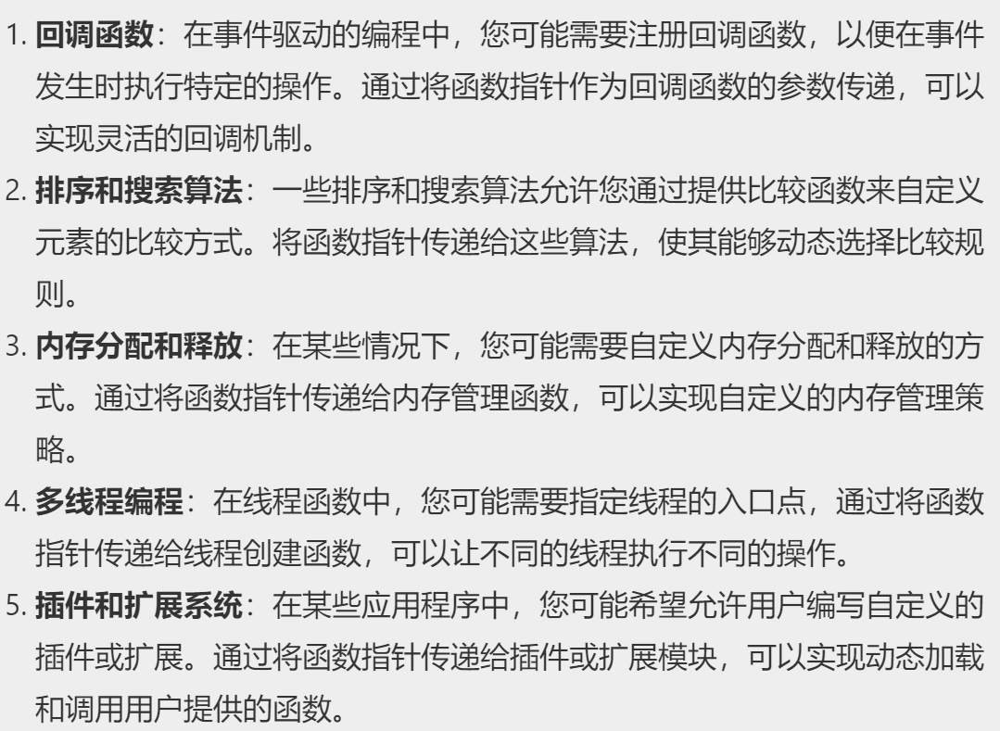 1. 回调函数：在事件驱动的编程中，您可能需要注册回调函数，以便在事件
发生时执行特定的操作。通过将函数指针作为回调函数的参数传递，可以
实现灵活的回调机制。
2. 排序和搜索算法：一些排序和搜索算法允许您通过提供比较函数来自定义
元素的比较方式。将函数指针传递给这些算法，使其能够动态选择比较规
则。
3. 内存分配和释放：在某些情况下，您可能需要自定义内存分配和释放的方
式。通过将函数指针传递给内存管理函数，可以实现自定义的内存管理策
略。
4. 多线程编程：在线程函数中，您可能需要指定线程的入口点，通过将函数
指针传递给线程创建函数，可以让不同的线程执行不同的操作。
5. 插件和扩展系统：在某些应用程序中，您可能希望允许用户编写自定义的
插件或扩展。通过将函数指针传递给插件或扩展模块，可以实现动态加载
和调用用户提供的函数。